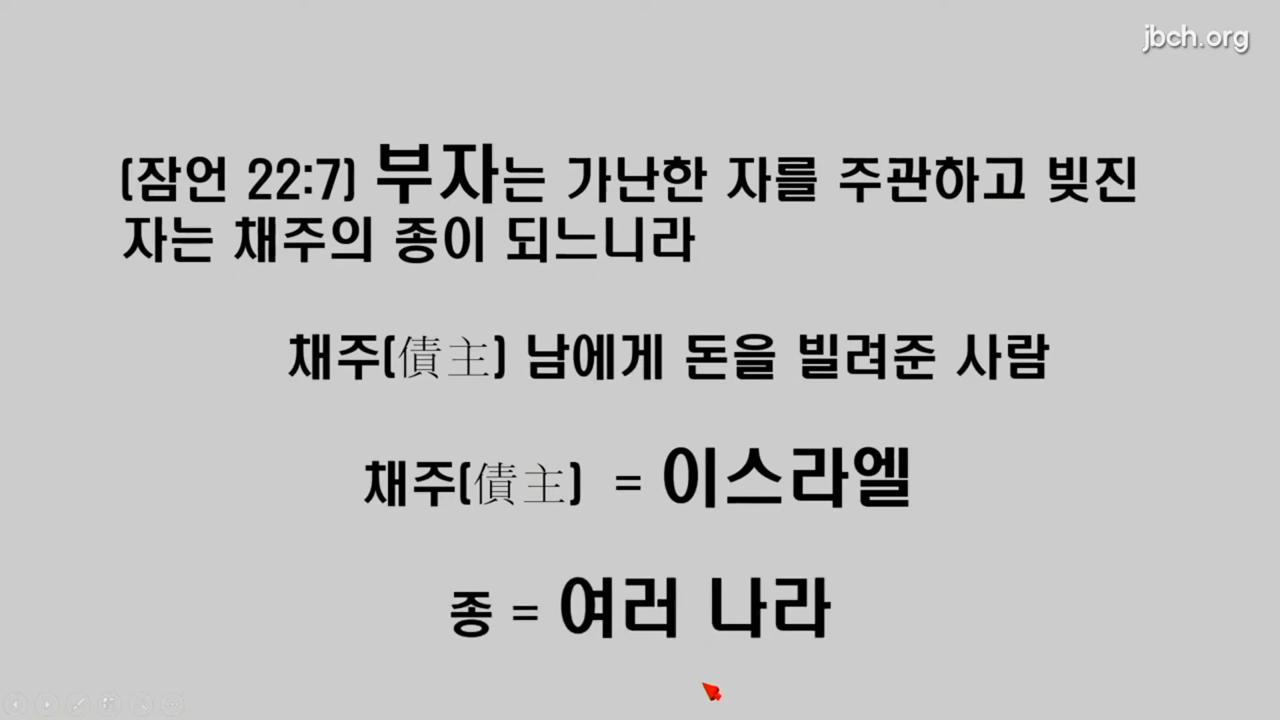 jbch.org
(잠언 22:7) 부자는 가난한 자를 주관하고 빚진
자는 채주의 종이 되느니라
채주(債主) 남에게 돈을 빌려준 사람
채주(債主) = 이스라엘
종 = 여러 나라